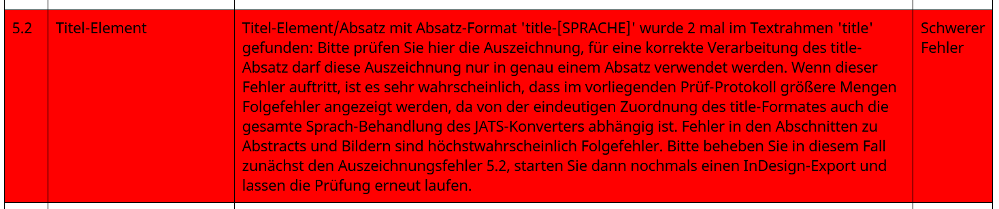 5.2 Titel-Element Titel-Element/Absatz mit Absatz-Format 'title-[SPRACHE]' wurde 2 mal im Textrahmen 'title' Schwerer
gefunden: Bitte prüfen Sie hier die Auszeichnung, für eine korrekte Verarbeitung des title- Fehler
Absatz darf diese Auszeichnung nur in genau einem Absatz verwendet werden. Wenn dieser
Fehler auftritt, ist es sehr wahrscheinlich, dass im vorliegenden Prüf-Protokoll größere Mengen
Folgefehler angezeigt werden, da von der eindeutigen Zuordnung des title-Formates auch die
gesamte Sprach-Behandlung des JATS-Konverters abhängig ist. Fehler in den Abschnitten zu
Abstracts und Bildern sind höchstwahrscheinlich Folgefehler. Bitte beheben Sie in diesem Fall
zunächst den Auszeichnungsfehler 5.2, starten Sie dann nochmals einen InDesign-Export und
lassen die Prüfung erneut laufen.